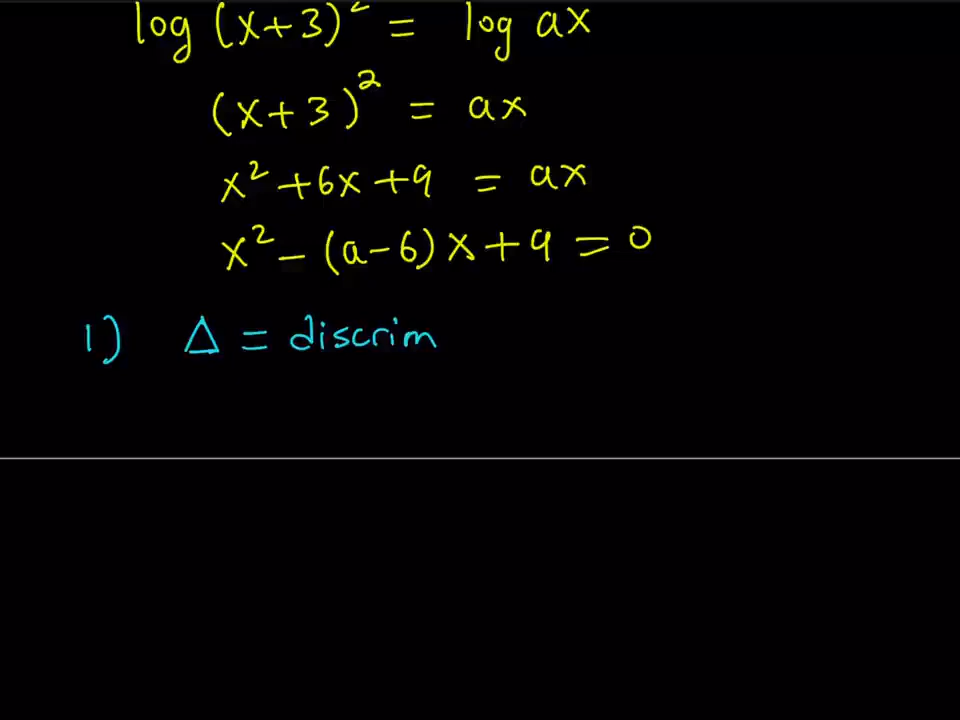 log (x+3)² = log ax
(x+3)² = ax
x² +6x +9 = ax
x² - (a-6)x +9 = 0
1) Δ = discrim